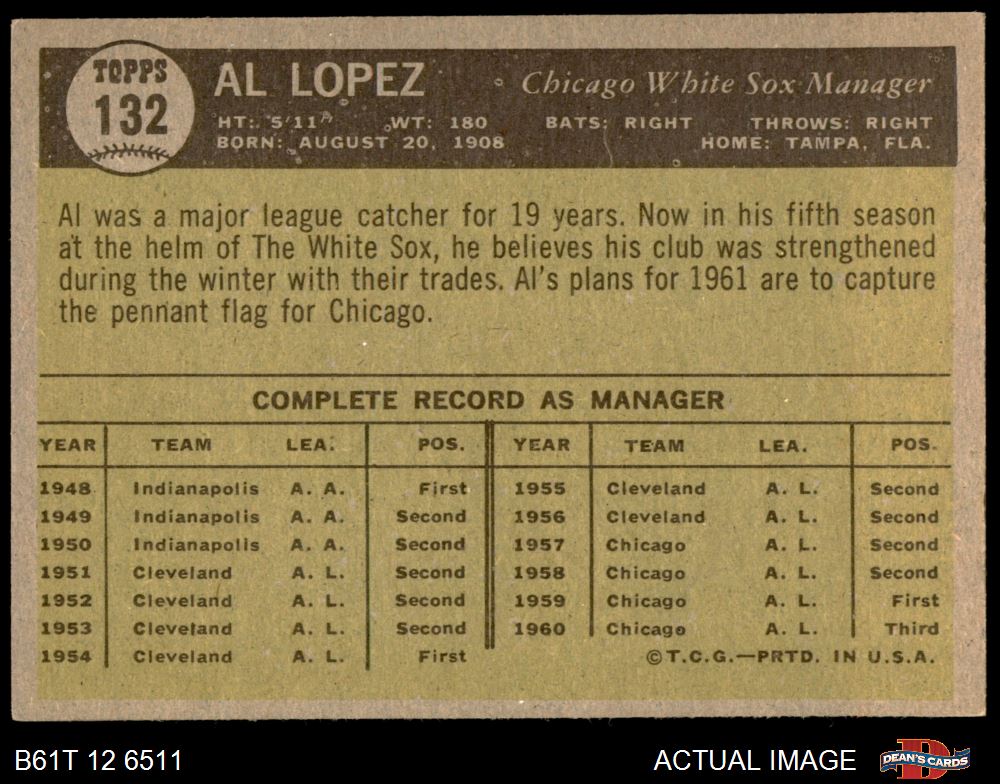 TOPPS
132
AL LOPEZ
Chicago White Sox Manager
HT: 5'11" WT: 180 BATS: RIGHT THROWS: RIGHT
BORN: AUGUST 20, 1908 HOME: TAMPA, FLA.
Al was a major league catcher for 19 years. Now in his fifth season
at the helm of The White Sox, he believes his club was strengthened
during the winter with their trades. Al's plans for 1961 are to capture
the pennant flag for Chicago.
COMPLETE RECORD AS MANAGER
YEAR TEAM LEA. POS. YEAR TEAM LEA. POS.
1948 Indianapolis A. A. First 1955 Cleveland A. L. Second
1949 Indianapolis A. A. Second 1956 Cleveland A. L. Second
1950 Indianapolis A. A. Second 1957 Chicago A. L. Second
1951 Cleveland A. L. Second 1958 Chicago A. L. Second
1952 Cleveland A. L. Second 1959 Chicago A. L. First
1953 Cleveland A. L. Second 1960 Chicago A. L. Third
1954 Cleveland A. L. First ©T.C.G.—PRTD. IN U.S.A.
B61T 12 6511 ACTUAL IMAGE DEAN'S CARDS